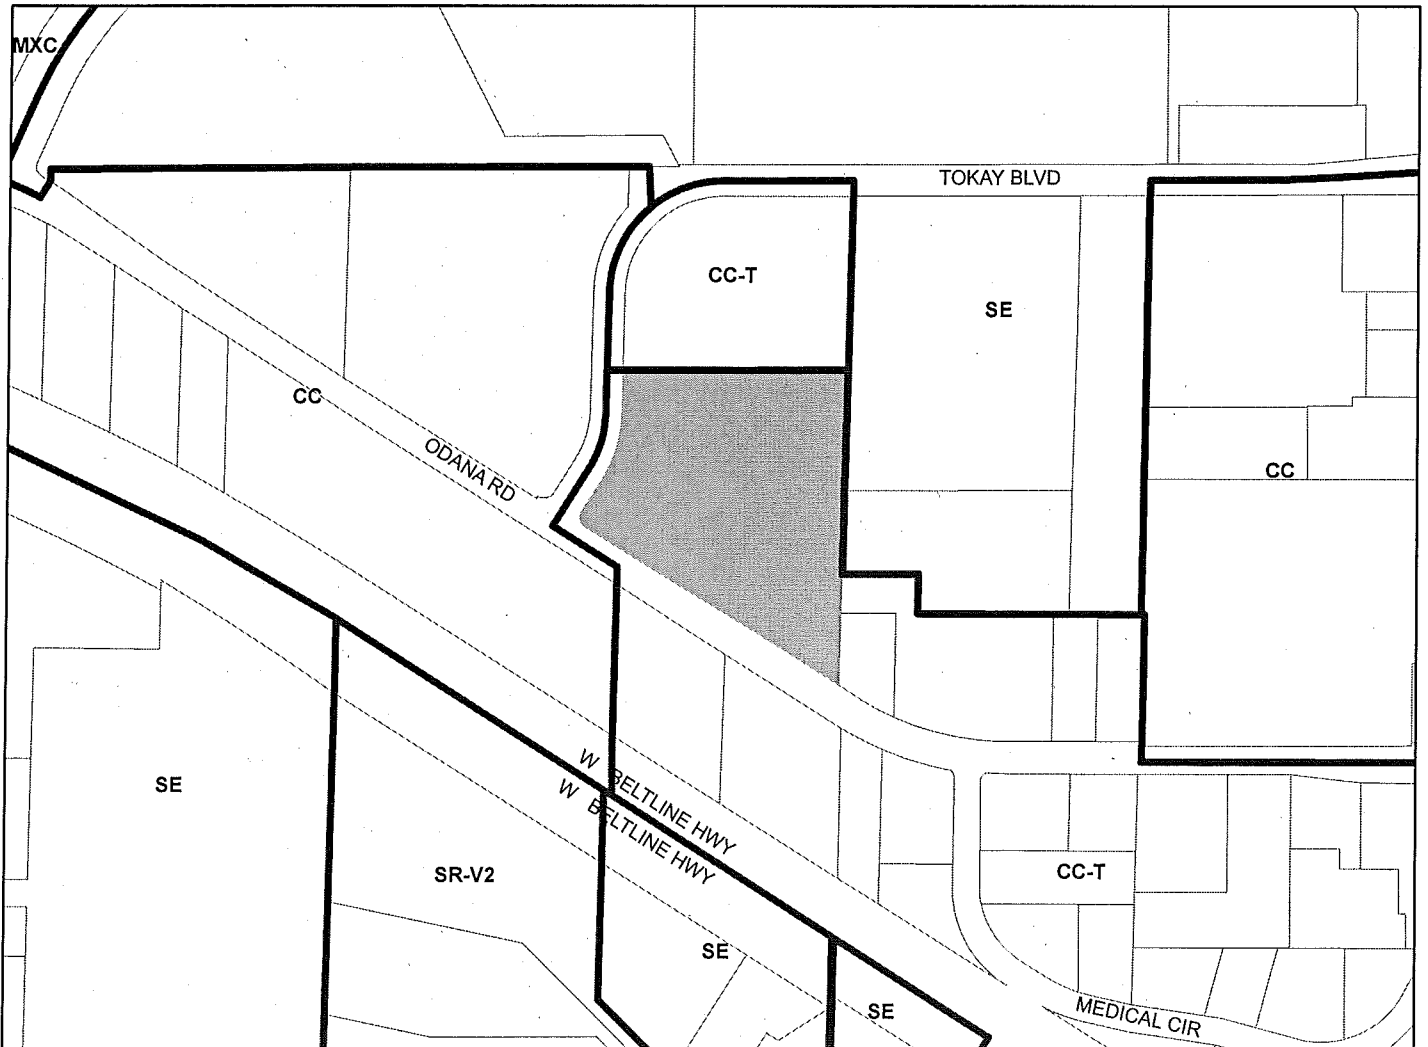 MXC
TOKAY BLVD
CC-T
SE
CC
ODANA RD
CC
W BELTLINE HWY
W BELTLINE HWY
SE
SR-V2
CC-T
SE
SE
MEDICAL CIR